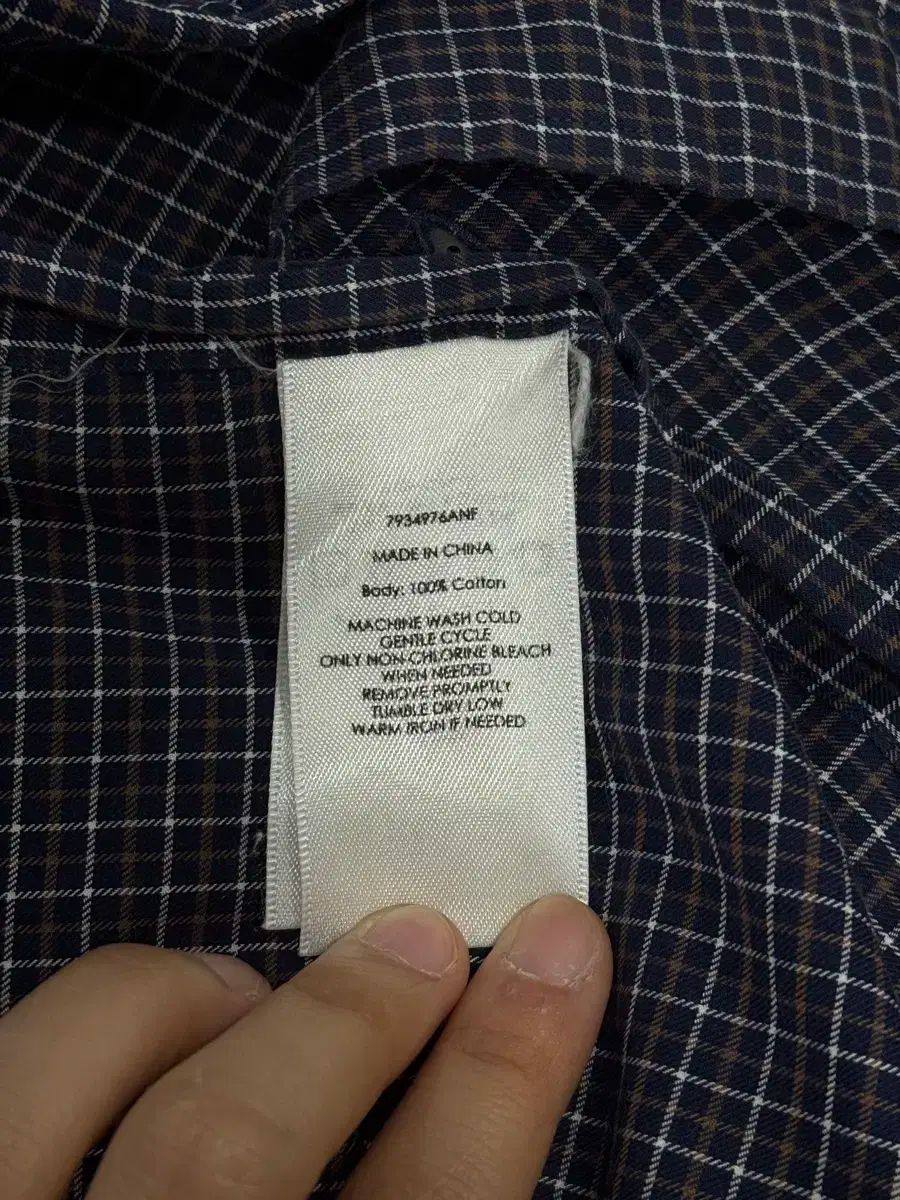 7934976ANF
MADE IN CHINA
Body: 100% Cotton
MACHINE WASH COLD
GENTLE CYCLE
ONLY NON-CHLORINE BLEACH
WHEN NEEDED
REMOVE PROMPTLY
TUMBLE DRY LOW
WARM IRON IF NEEDED